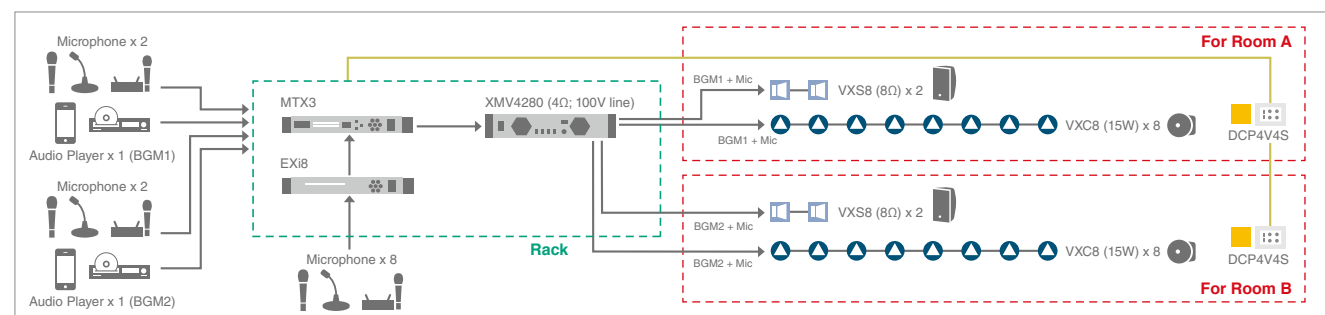 Microphone x 2
Audio Player x 1 (BGM1)
Microphone x 2
Audio Player x 1 (BGM2)
MTX3
EXi8
XMV4280 (4Ω; 100V line)
Rack
Microphone x 8
For Room A
BGM1 + Mic
VXS8 (8Ω) x 2
BGM1 + Mic
VXC8 (15W) x 8
DCP4V4S
BGM2 + Mic
VXS8 (8Ω) x 2
BGM2 + Mic
VXC8 (15W) x 8
DCP4V4S
For Room B